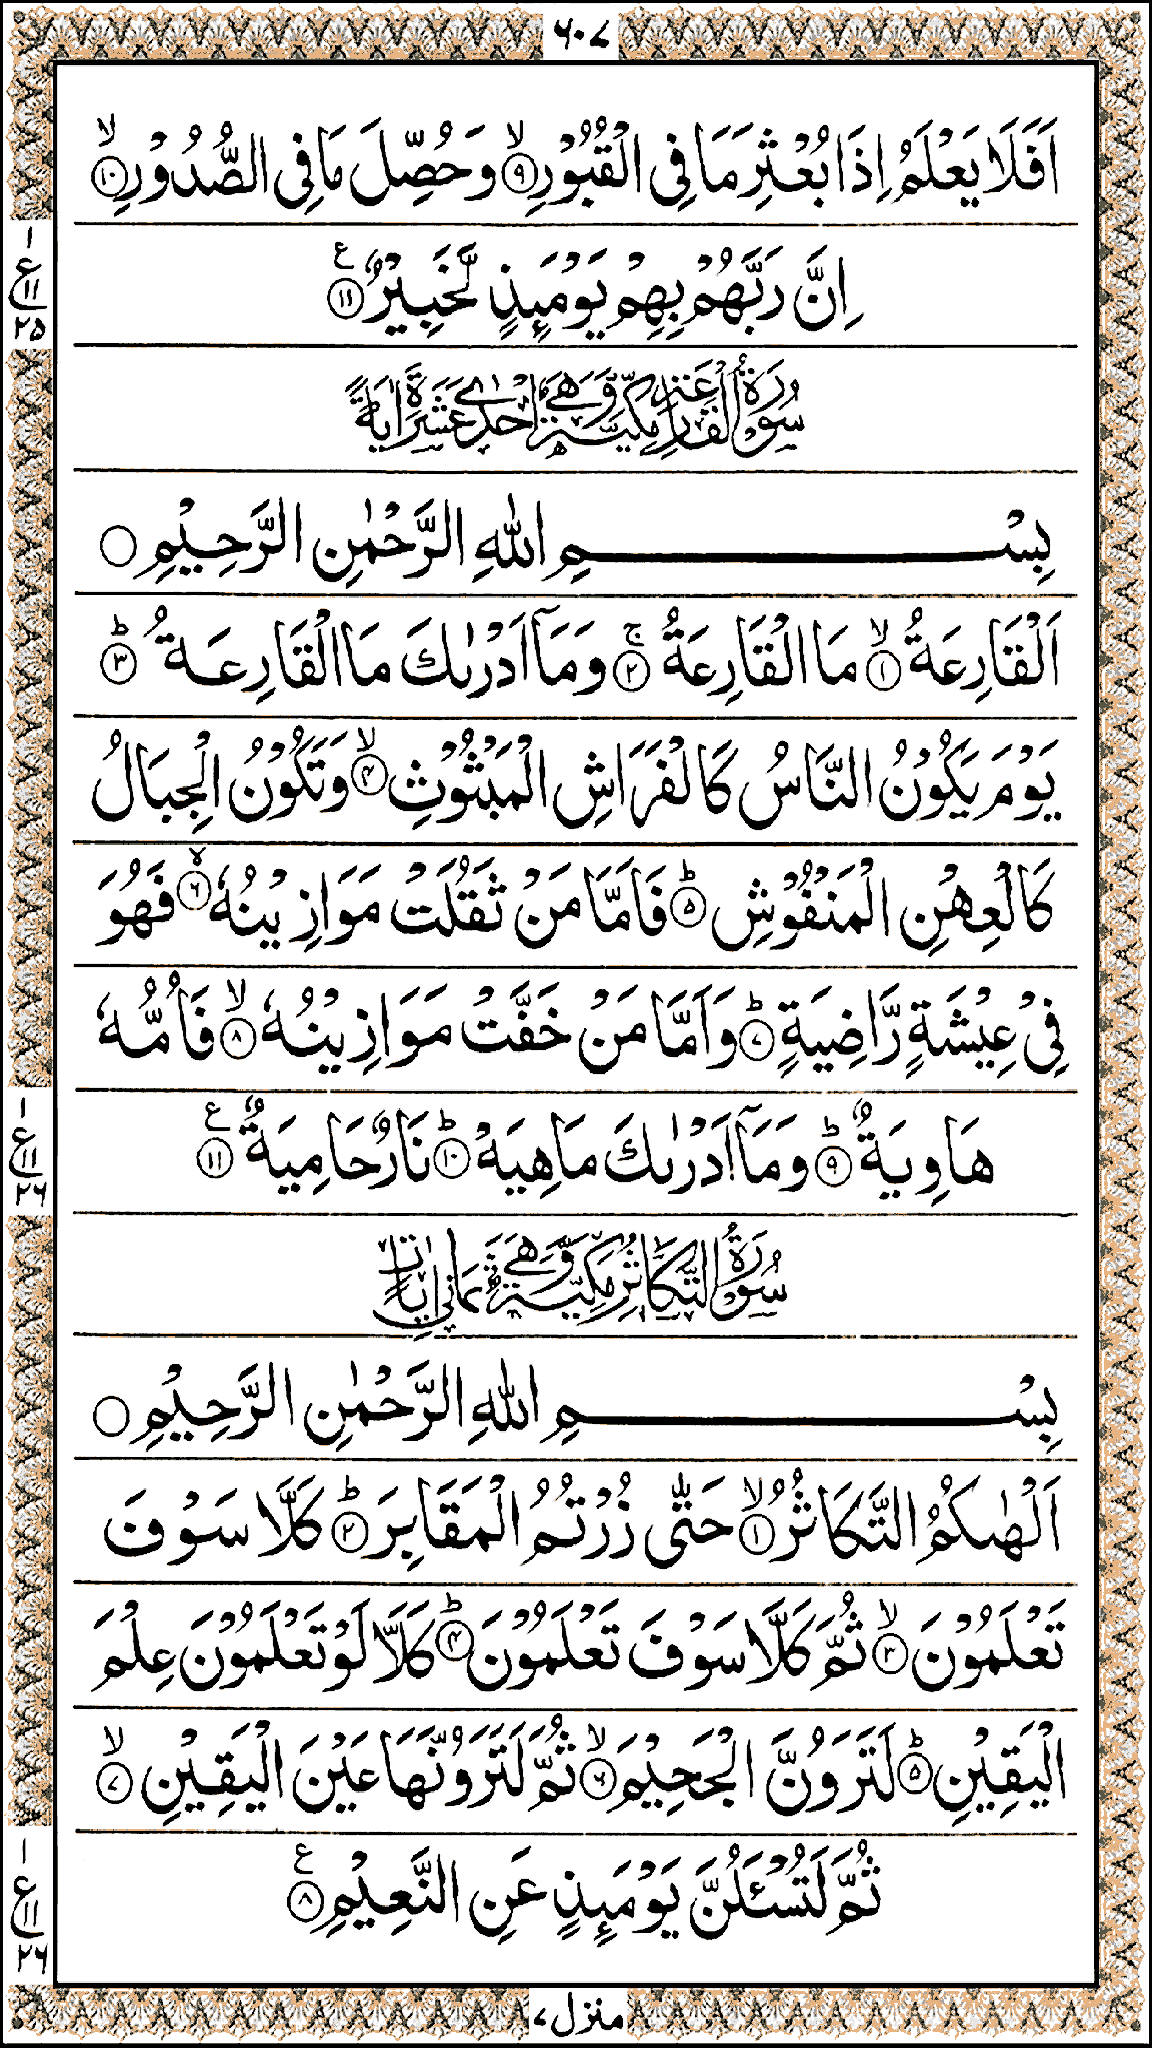 ٦٠٧
اَفَلَا يَعْلَمُ اِذَا بُعْثِرَ مَا فِى الْقُبُوْرِ ۙ‏﴿۹﴾ وَحُصِّلَ مَا فِى الصُّدُوْرِ ۙ‏﴿۱۰﴾
اِنَّ رَبَّهُمْ بِهِمْ يَوْمَئِذٍ لَّخَبِيْرٌ ﴿۱۱﴾ ع
ع ١ ١١ ٢٥
سُوْرَةُ الْقَارِعَةِ مَكِّيَّةٌ وَّهِىَ اِحْدٰى عَشَرَةَ اٰيَةً
بِسْمِ اللهِ الرَّحْمٰنِ الرَّحِيْمِ
اَلْقَارِعَةُ ۙ‏﴿۱﴾ مَا الْقَارِعَةُ ۚ‏﴿۲﴾ وَمَآ اَدْرٰىكَ مَا الْقَارِعَةُ ؕ‏﴿۳﴾
يَوْمَ يَكُوْنُ النَّاسُ كَالْفَرَاشِ الْمَبْثُوْثِ ۙ‏﴿۴﴾ وَتَكُوْنُ الْجِبَالُ
كَالْعِهْنِ الْمَنْفُوْشِ ؕ‏﴿۵﴾ فَاَمَّا مَنْ ثَقُلَتْ مَوَازِيْنُهٗ ۙ‏﴿۶﴾ فَهُوَ
فِىْ عِيْشَةٍ رَّاضِيَةٍ ؕ‏﴿۷﴾ وَاَمَّا مَنْ خَفَّتْ مَوَازِيْنُهٗ ۙ‏﴿۸﴾ فَاُمُّهٗ
هَاوِيَةٌ ؕ‏﴿۹﴾ وَمَآ اَدْرٰىكَ مَا هِيَهْ ؕ‏﴿۱۰﴾ نَارٌ حَامِيَةٌ ﴿۱۱﴾ ع
ع ١ ١١ ٢٦
سُوْرَةُ التَّكَاثُرِ مَكِّيَّةٌ وَّهِىَ ثَمَانِىْ اٰيَاتٍ
بِسْمِ اللهِ الرَّحْمٰنِ الرَّحِيْمِ
اَلْهٰىكُمُ التَّكَاثُرُ ۙ‏﴿۱﴾ حَتّٰى زُرْتُمُ الْمَقَابِرَ ؕ‏﴿۲﴾ كَلَّا سَوْفَ
تَعْلَمُوْنَ ۙ‏﴿۳﴾ ثُمَّ كَلَّا سَوْفَ تَعْلَمُوْنَ ؕ‏﴿۴﴾ كَلَّا لَوْ تَعْلَمُوْنَ عِلْمَ
الْيَقِيْنِ ؕ‏﴿۵﴾ لَتَرَوُنَّ الْجَحِيْمَ ۙ‏﴿۶﴾ ثُمَّ لَتَرَوُنَّهَا عَيْنَ الْيَقِيْنِ ۙ‏﴿۷﴾
ثُمَّ لَتُسْئَلُنَّ يَوْمَئِذٍ عَنِ النَّعِيْمِ ﴿۸﴾ ع
ع ١ ١١ ٢٦
منزل ٧